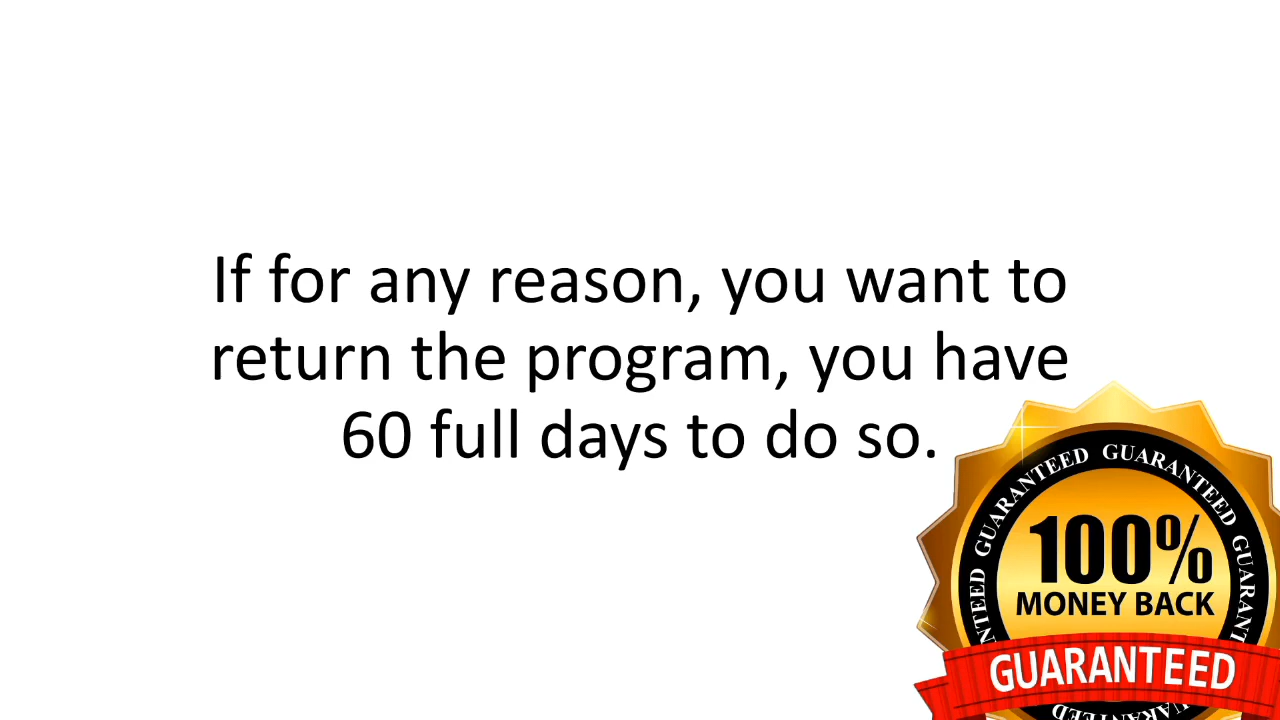 If for any reason, you want to
return the program, you have
60 full days to do so.
GUARANTEED GUARANTEED GUARANTEED
100%
MONEY BACK
GUARANTEED